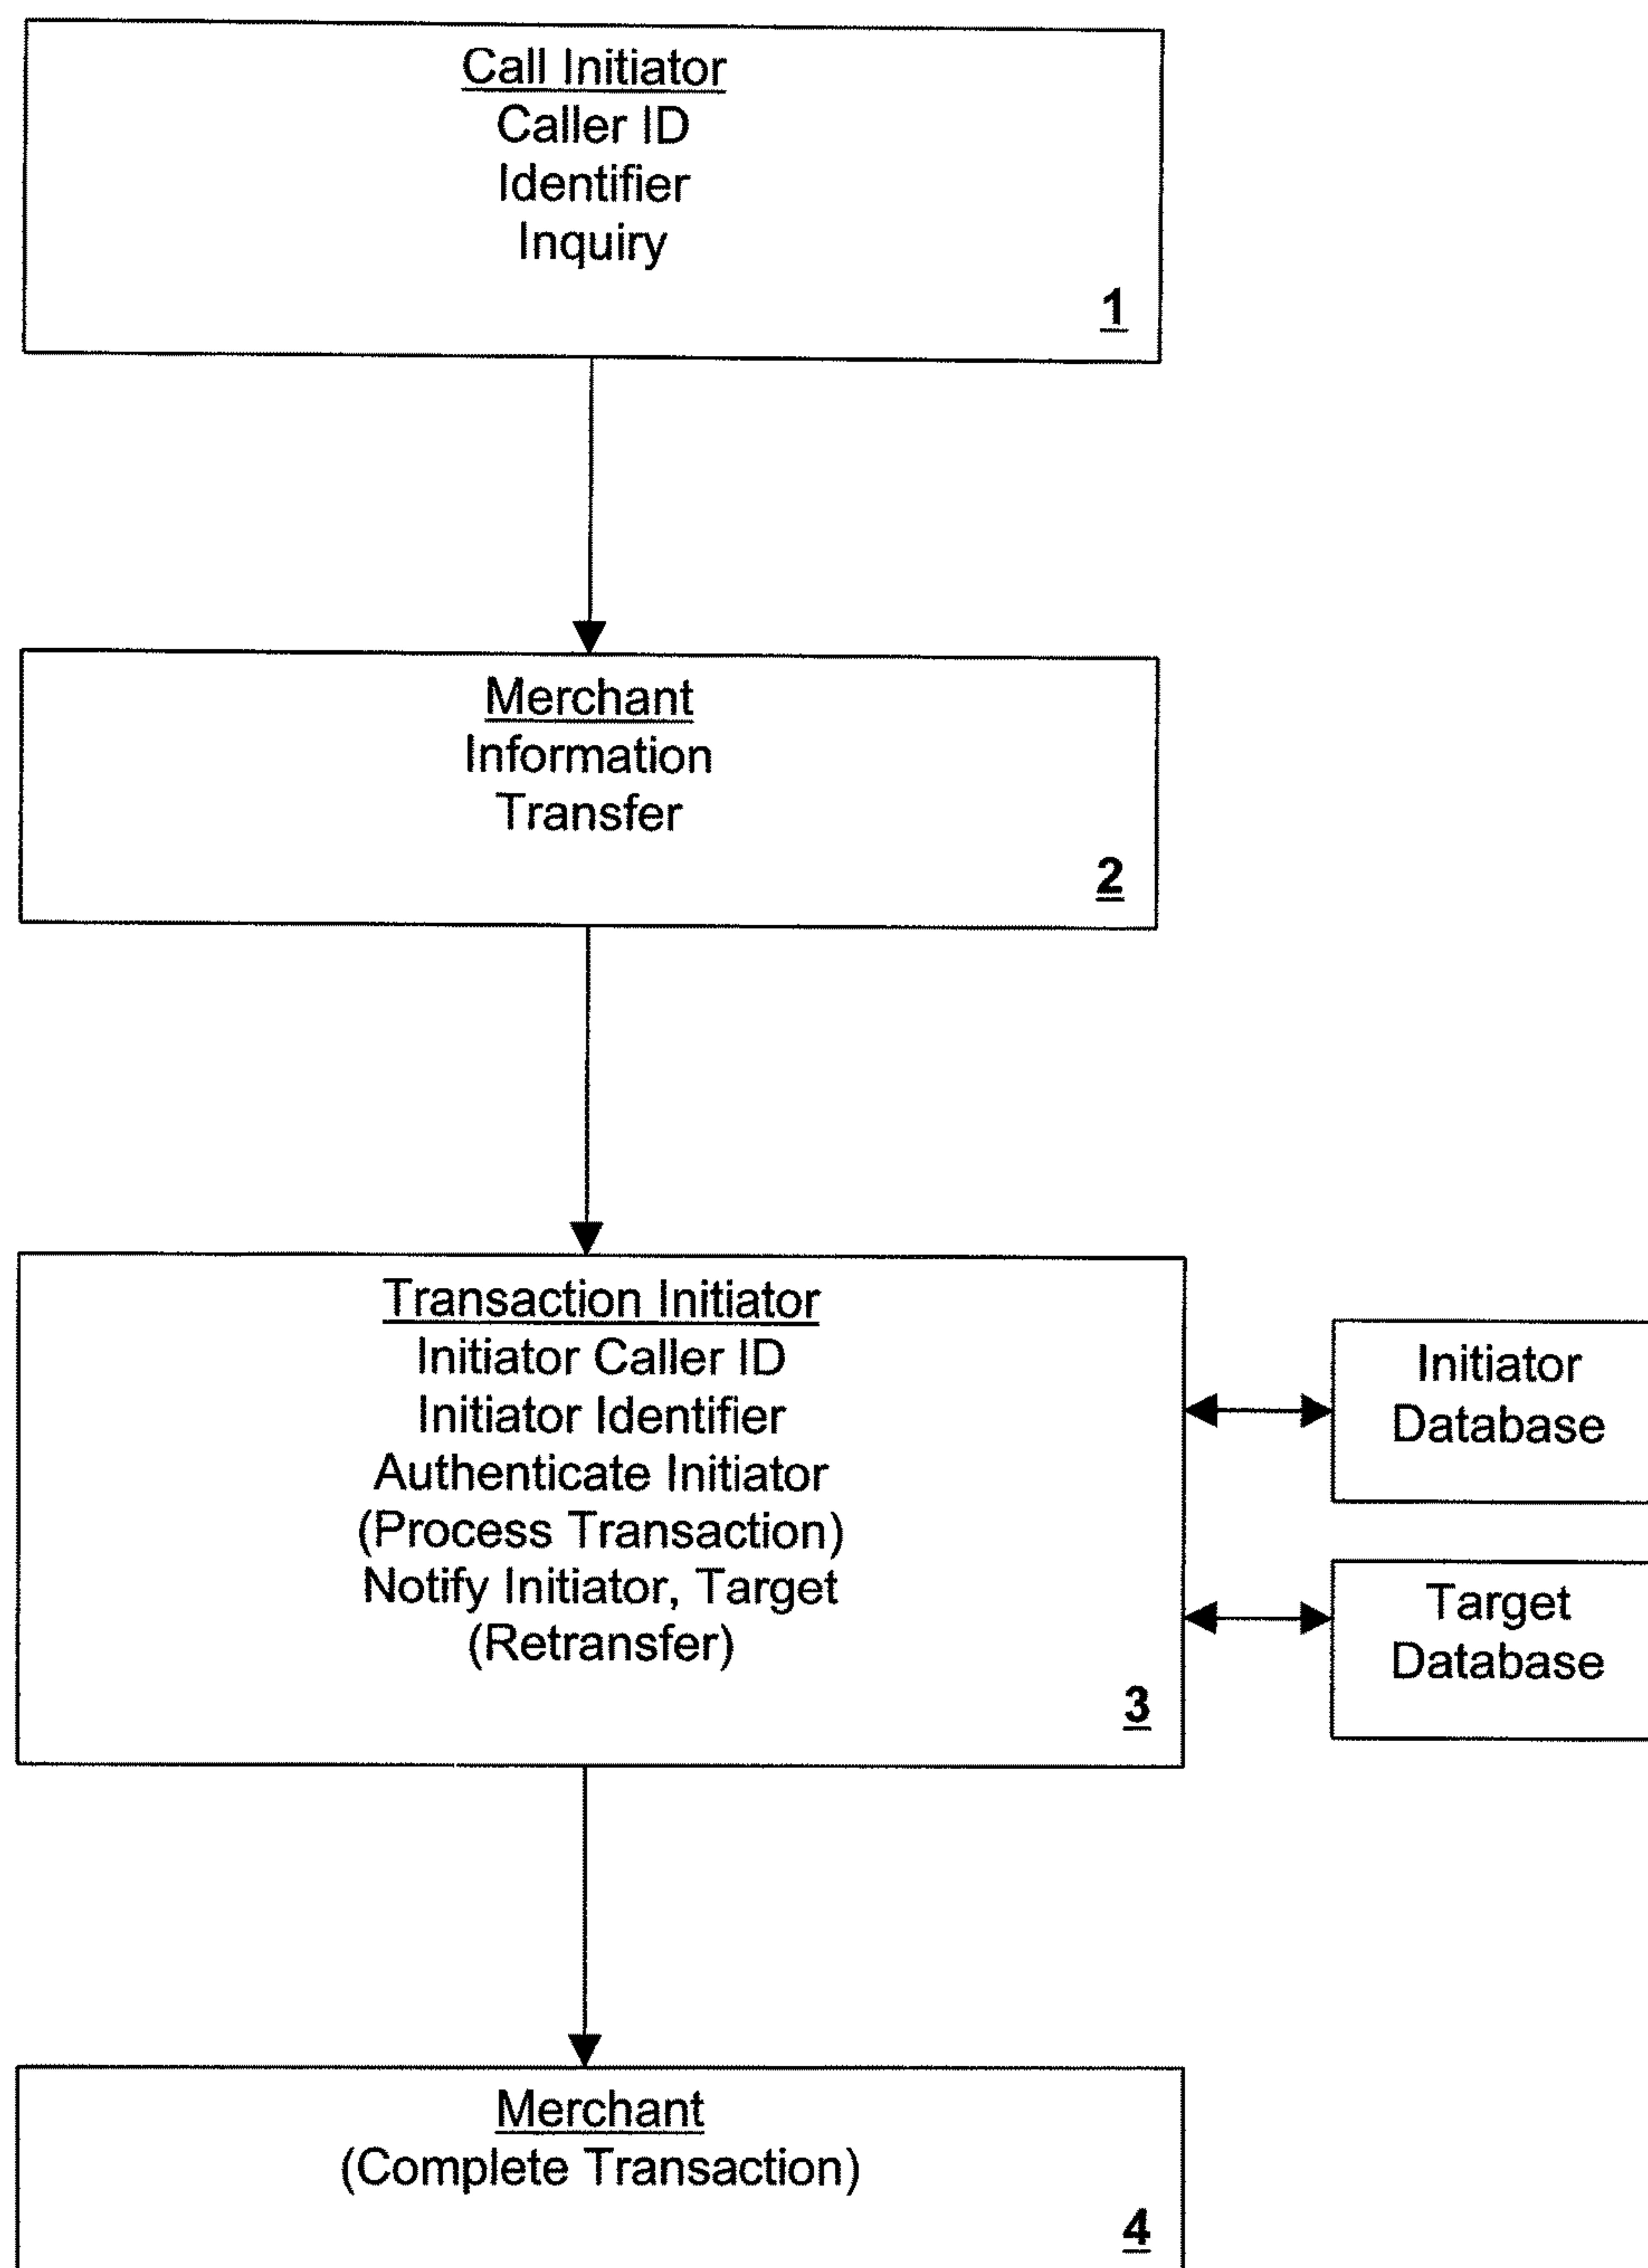 Call Initiator
Caller ID
Identifier
Inquiry
1
Merchant
Information
Transfer
2
Transaction Initiator
Initiator Caller ID
Initiator Identifier
Authenticate Initiator
(Process Transaction)
Notify Initiator, Target
(Retransfer)
3
Initiator
Database
Target
Database
Merchant
(Complete Transaction)
4